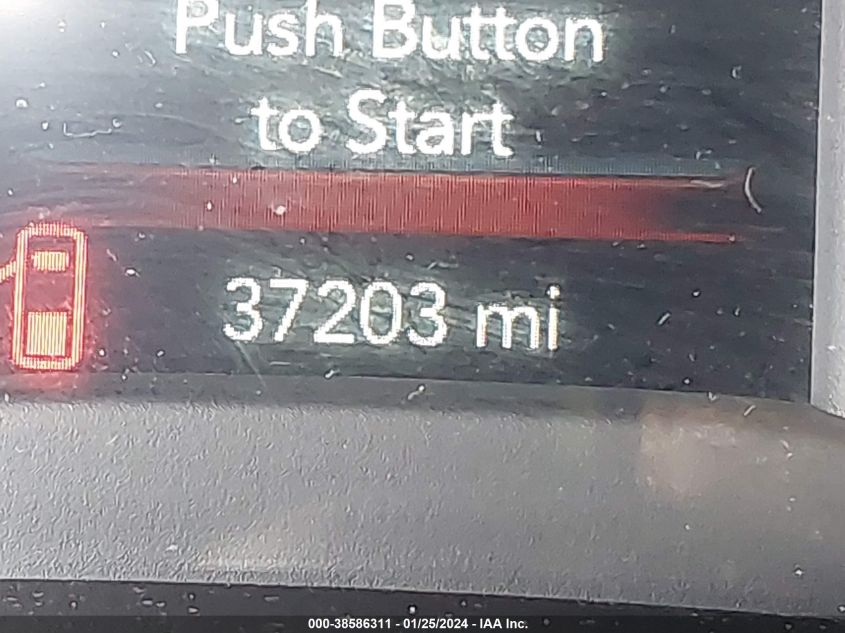 Push Button
to Start
37203 mi
000-38586311 - 01/25/2024 - IAA Inc.